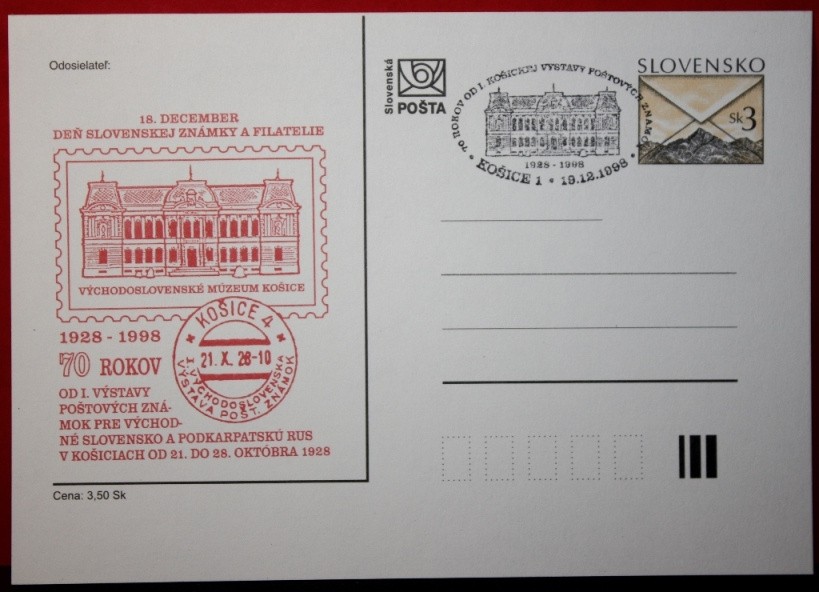 Odosielateľ:
18. DECEMBER
DEŇ SLOVENSKEJ ZNÁMKY A FILATELIE
VÝCHODOSLOVENSKÉ MÚZEUM KOŠICE
1928 - 1998
70 ROKOV
OD I. VÝSTAVY
POŠTOVÝCH ZNÁ-
MOK PRE VÝCHOD-
NÉ SLOVENSKO A PODKARPATSKÚ RUS
V KOŠICIACH OD 21. DO 28. OKTÓBRA 1928
KOŠICE 4
21. X. 28-10
I. VÝCHODOSLOVENSKÁ
VÝSTAVA POŠT. ZNÁMOK
Cena: 3,50 Sk
Slovenská
POŠTA
70 ROKOV OD I. KOŠICKEJ VÝSTAVY POŠTOVÝCH ZNÁMOK
1928 - 1998
KOŠICE 1 • 19.12.1998
SLOVENSKO
Sk 3